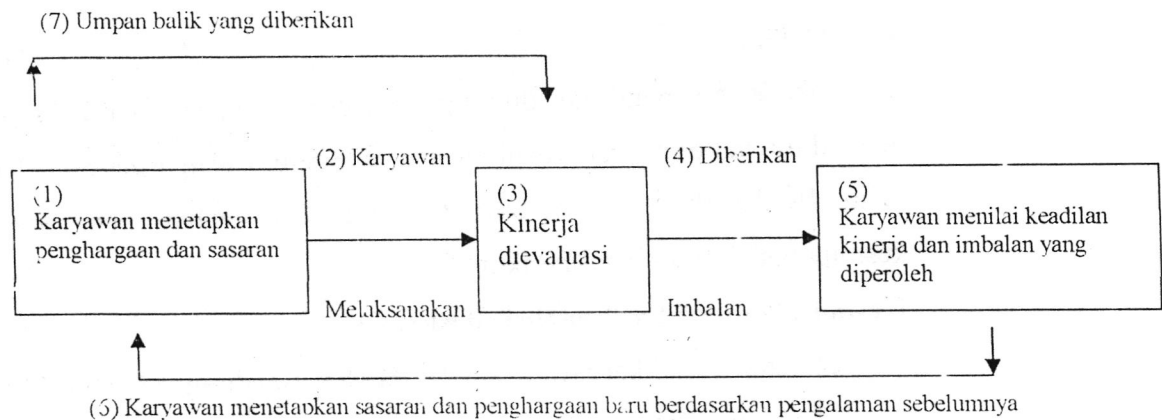 (7) Umpan balik yang diberikan
(2) Karyawan
(4) Diberikan
(1)
Karyawan menetapkan
penghargaan dan sasaran
(3)
Kinerja
dievaluasi
(5)
Karyawan menilai keadilan
kinerja dan imbalan yang
diperoleh
Melaksanakan
Imbalan
(6) Karyawan menetapkan sasaran dan penghargaan baru berdasarkan pengalaman sebelumnya